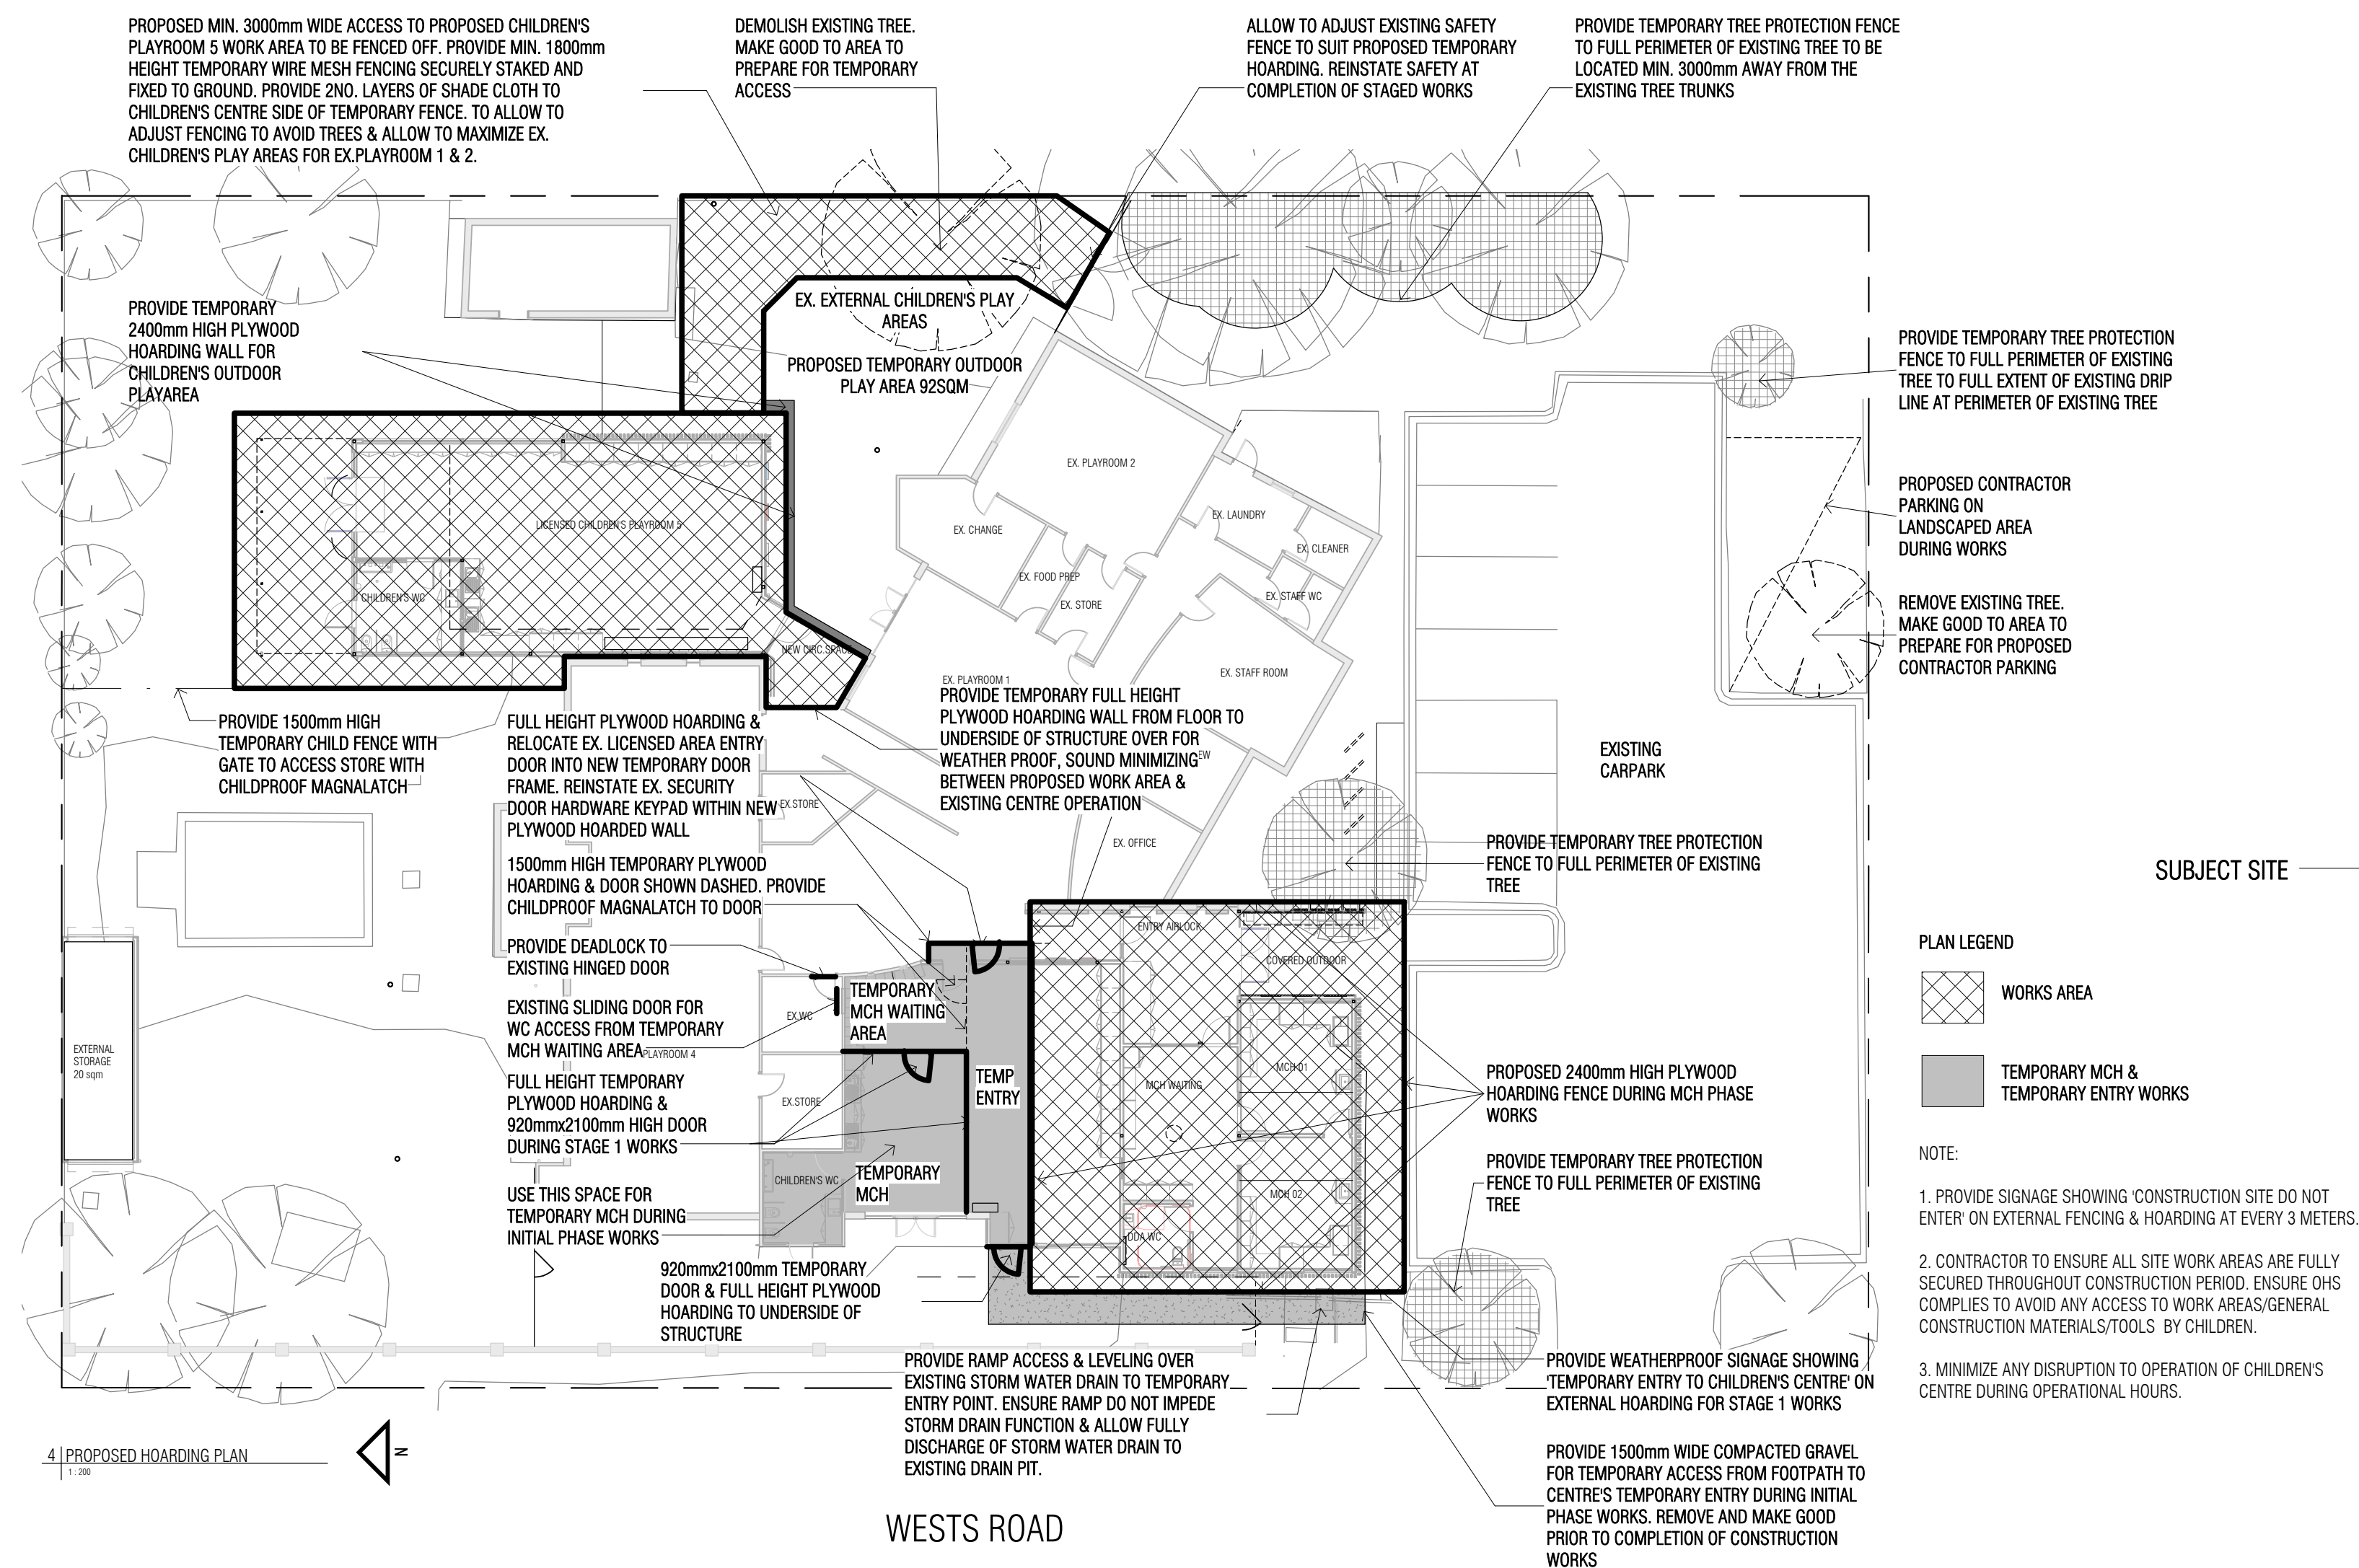 PROPOSED MIN. 3000mm WIDE ACCESS TO PROPOSED CHILDREN'S
PLAYROOM 5 WORK AREA TO BE FENCED OFF. PROVIDE MIN. 1800mm
HEIGHT TEMPORARY WIRE MESH FENCING SECURELY STAKED AND
FIXED TO GROUND. PROVIDE 2NO. LAYERS OF SHADE CLOTH TO
CHILDREN'S CENTRE SIDE OF TEMPORARY FENCE. TO ALLOW TO
ADJUST FENCING TO AVOID TREES & ALLOW TO MAXIMIZE EX.
CHILDREN'S PLAY AREAS FOR EX.PLAYROOM 1 & 2.
DEMOLISH EXISTING TREE.
MAKE GOOD TO AREA TO
PREPARE FOR TEMPORARY
ACCESS
ALLOW TO ADJUST EXISTING SAFETY
FENCE TO SUIT PROPOSED TEMPORARY
HOARDING. REINSTATE SAFETY AT
COMPLETION OF STAGED WORKS
PROVIDE TEMPORARY TREE PROTECTION FENCE
TO FULL PERIMETER OF EXISTING TREE TO BE
LOCATED MIN. 3000mm AWAY FROM THE
EXISTING TREE TRUNKS
PROVIDE TEMPORARY
2400mm HIGH PLYWOOD
HOARDING WALL FOR
CHILDREN'S OUTDOOR
PLAYAREA
EX. EXTERNAL CHILDREN'S PLAY
AREAS
PROPOSED TEMPORARY OUTDOOR
PLAY AREA 92SQM
PROVIDE TEMPORARY TREE PROTECTION
FENCE TO FULL PERIMETER OF EXISTING
TREE TO FULL EXTENT OF EXISTING DRIP
LINE AT PERIMETER OF EXISTING TREE
EX. PLAYROOM 2
PROPOSED CONTRACTOR
PARKING ON
LANDSCAPED AREA
DURING WORKS
LICENSED CHILDREN'S PLAYROOM 5
EX. CHANGE
EX. LAUNDRY
EX. CLEANER
EX. FOOD PREP
EX. STORE
EX. STAFF WC
CHILDREN'S WC
REMOVE EXISTING TREE.
MAKE GOOD TO AREA TO
PREPARE FOR PROPOSED
CONTRACTOR PARKING
NEW CIRC.SPACE
EX. PLAYROOM 1
EX. STAFF ROOM
PROVIDE 1500mm HIGH
TEMPORARY CHILD FENCE WITH
GATE TO ACCESS STORE WITH
CHILDPROOF MAGNALATCH
FULL HEIGHT PLYWOOD HOARDING &
RELOCATE EX. LICENSED AREA ENTRY
DOOR INTO NEW TEMPORARY DOOR
FRAME. REINSTATE EX. SECURITY
DOOR HARDWARE KEYPAD WITHIN NEW
PLYWOOD HOARDED WALL
PROVIDE TEMPORARY FULL HEIGHT
PLYWOOD HOARDING WALL FROM FLOOR TO
UNDERSIDE OF STRUCTURE OVER FOR
WEATHER PROOF, SOUND MINIMIZING
BETWEEN PROPOSED WORK AREA &
EXISTING CENTRE OPERATION
EW
EXISTING
CARPARK
EX.STORE
EX. OFFICE
PROVIDE TEMPORARY TREE PROTECTION
FENCE TO FULL PERIMETER OF EXISTING
TREE
1500mm HIGH TEMPORARY PLYWOOD
HOARDING & DOOR SHOWN DASHED. PROVIDE
CHILDPROOF MAGNALATCH TO DOOR
SUBJECT SITE
ENTRY AIRLOCK
COVERED OUTDOOR
PROVIDE DEADLOCK TO
EXISTING HINGED DOOR
EXISTING SLIDING DOOR FOR
WC ACCESS FROM TEMPORARY
MCH WAITING AREA
PLAYROOM 4
EX.WC
TEMPORARY
MCH WAITING
AREA
PLAN LEGEND
WORKS AREA
TEMPORARY MCH &
TEMPORARY ENTRY WORKS
EXTERNAL
STORAGE
20 sqm
FULL HEIGHT TEMPORARY
PLYWOOD HOARDING &
920mmx2100mm HIGH DOOR
DURING STAGE 1 WORKS
EX.STORE
TEMP
ENTRY
MCH WAITING
MCH 01
PROPOSED 2400mm HIGH PLYWOOD
HOARDING FENCE DURING MCH PHASE
WORKS
USE THIS SPACE FOR
TEMPORARY MCH DURING
INITIAL PHASE WORKS
CHILDREN'S WC
TEMPORARY
MCH
MCH 02
DDA WC
PROVIDE TEMPORARY TREE PROTECTION
FENCE TO FULL PERIMETER OF EXISTING
TREE
NOTE:
1. PROVIDE SIGNAGE SHOWING 'CONSTRUCTION SITE DO NOT
ENTER' ON EXTERNAL FENCING & HOARDING AT EVERY 3 METERS.
2. CONTRACTOR TO ENSURE ALL SITE WORK AREAS ARE FULLY
SECURED THROUGHOUT CONSTRUCTION PERIOD. ENSURE OHS
COMPLIES TO AVOID ANY ACCESS TO WORK AREAS/GENERAL
CONSTRUCTION MATERIALS/TOOLS BY CHILDREN.
3. MINIMIZE ANY DISRUPTION TO OPERATION OF CHILDREN'S
CENTRE DURING OPERATIONAL HOURS.
920mmx2100mm TEMPORARY
DOOR & FULL HEIGHT PLYWOOD
HOARDING TO UNDERSIDE OF
STRUCTURE
PROVIDE RAMP ACCESS & LEVELING OVER
EXISTING STORM WATER DRAIN TO TEMPORARY
ENTRY POINT. ENSURE RAMP DO NOT IMPEDE
STORM DRAIN FUNCTION & ALLOW FULLY
DISCHARGE OF STORM WATER DRAIN TO
EXISTING DRAIN PIT.
PROVIDE WEATHERPROOF SIGNAGE SHOWING
'TEMPORARY ENTRY TO CHILDREN'S CENTRE' ON
EXTERNAL HOARDING FOR STAGE 1 WORKS
PROVIDE 1500mm WIDE COMPACTED GRAVEL
FOR TEMPORARY ACCESS FROM FOOTPATH TO
CENTRE'S TEMPORARY ENTRY DURING INITIAL
PHASE WORKS. REMOVE AND MAKE GOOD
PRIOR TO COMPLETION OF CONSTRUCTION
WORKS
4 PROPOSED HOARDING PLAN
1 : 200
N
WESTS ROAD